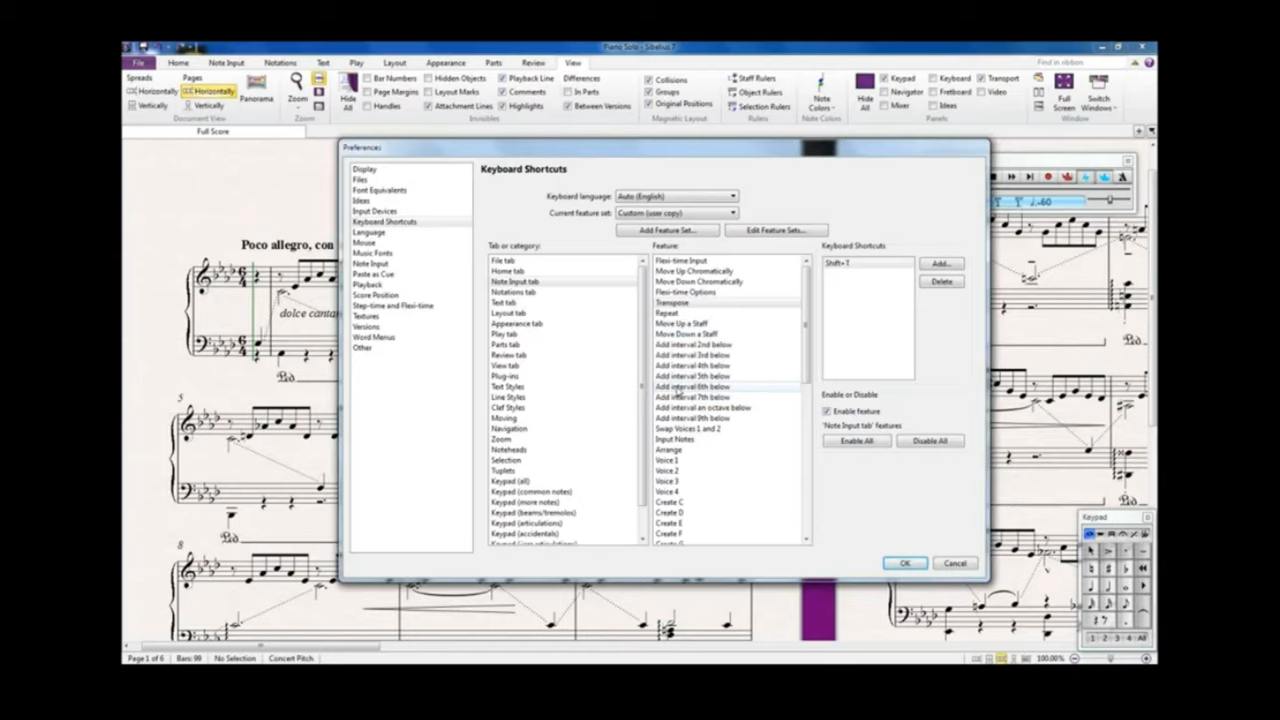 Piano Solo - Sibelius 7
File Home Note Input Notations Text Play Layout Appearance Parts Review View Find in ribbon
Spreads Pages Bar Numbers Hidden Objects Playback Line Differences Collisions Staff Rulers Keypad Keyboard Transport
Horizontally Horizontally Panorama Zoom Hide All Page Margins Layout Marks Comments In Parts Groups Object Rulers Note Colors Hide All Navigator Fretboard Video Full Screen Switch Windows
Vertically Vertically Handles Attachment Lines Highlights Between Versions Original Positions Selection Rulers Mixer Ideas
Document View Zoom Invisibles Magnetic Layout Rulers Note Colors Panels Window
Full Score
Preferences
Display
Files
Font Equivalents
Ideas
Input Devices
Keyboard Shortcuts
Language
Mouse
Music Fonts
Note Input
Paste as Cue
Playback
Score Position
Step-time and Flexi-time
Textures
Versions
Word Menus
Other
Keyboard Shortcuts
Keyboard language: Auto (English)
Current feature set: Custom (user copy)
Add Feature Set... Edit Feature Sets...
Tab or category:
File tab
Home tab
Note Input tab
Notations tab
Text tab
Layout tab
Appearance tab
Play tab
Parts tab
Review tab
View tab
Plug-ins
Text Styles
Line Styles
Clef Styles
Moving
Navigation
Zoom
Noteheads
Selection
Tuplets
Keypad (all)
Keypad (common notes)
Keypad (more notes)
Keypad (beams/tremolos)
Keypad (articulations)
Keypad (accidentals)
Feature:
Flexi-time Input
Move Up Chromatically
Move Down Chromatically
Flexi-time Options
Transpose
Repeat
Move Up a Staff
Move Down a Staff
Add interval 2nd below
Add interval 3rd below
Add interval 4th below
Add interval 5th below
Add interval 6th below
Add interval 7th below
Add interval an octave below
Add interval 9th below
Swap Voices 1 and 2
Input Notes
Arrange
Voice 1
Voice 2
Voice 3
Voice 4
Create C
Create D
Create E
Create F
Create G
Keyboard Shortcuts
Shift+T
Add...
Delete
Enable or Disable
Enable feature
'Note Input tab' features
Enable All Disable All
OK Cancel
Poco allegro, con
dolce cantar
5
8
Keypad
1 2 3 4 All
Page 1 of 6 Bars: 99 No Selection Concert Pitch 100.00%